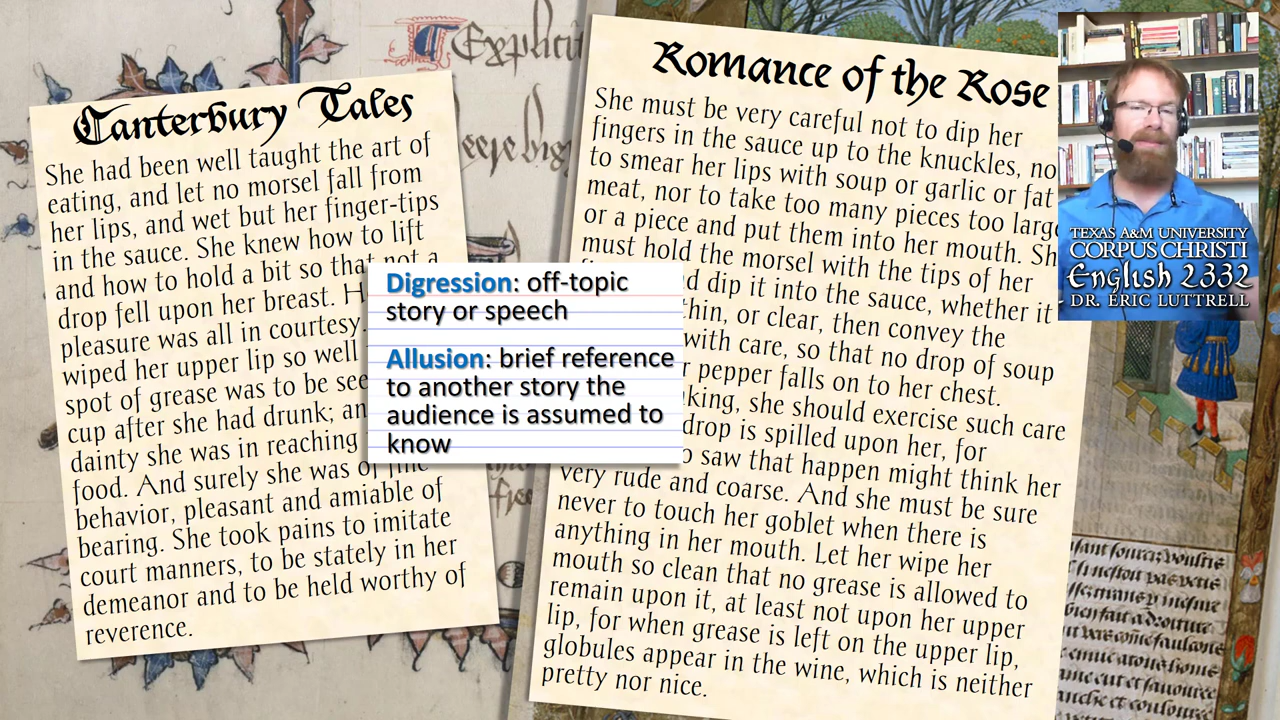 Explicit
Canterbury Tales
She had been well taught the art of
eating, and let no morsel fall from
her lips, and wet but her finger-tips
in the sauce. She knew how to lift
and how to hold a bit so that not a
drop fell upon her breast. H
pleasure was all in courtesy.
wiped her upper lip so well
spot of grease was to be see
cup after she had drunk; an
dainty she was in reaching
food. And surely she was of fine
behavior, pleasant and amiable of
bearing. She took pains to imitate
court manners, to be stately in her
demeanor and to be held worthy of
reverence.
Digression: off-topic
story or speech
Allusion: brief reference
to another story the
audience is assumed to
know
Romance of the Rose
She must be very careful not to dip her
fingers in the sauce up to the knuckles, no
to smear her lips with soup or garlic or fat
meat, nor to take too many pieces too larg
or a piece and put them into her mouth. Sh
must hold the morsel with the tips of her
d dip it into the sauce, whether it
thin, or clear, then convey the
with care, so that no drop of soup
r pepper falls on to her chest.
king, she should exercise such care
drop is spilled upon her, for
o saw that happen might think her
very rude and coarse. And she must be sure
never to touch her goblet when there is
anything in her mouth. Let her wipe her
mouth so clean that no grease is allowed to
remain upon it, at least not upon her upper
lip, for when grease is left on the upper lip,
globules appear in the wine, which is neither
pretty nor nice.
TEXAS A&M UNIVERSITY
CORPUS CHRISTI
English 2332
DR. ERIC LUTTRELL